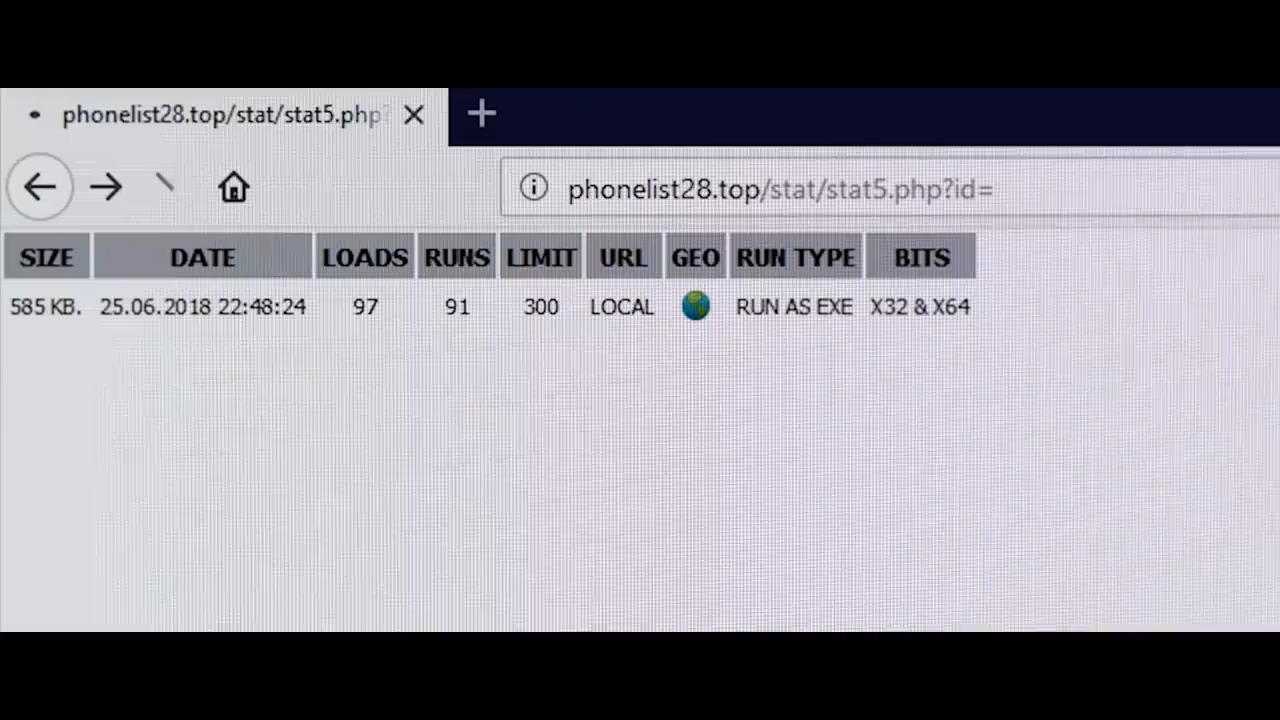 phonelist28.top/stat/stat5.php?
phonelist28.top/stat/stat5.php?id=
SIZE DATE LOADS RUNS LIMIT URL GEO RUN TYPE BITS
585 KB. 25.06.2018 22:48:24 97 91 300 LOCAL RUN AS EXE X32 & X64